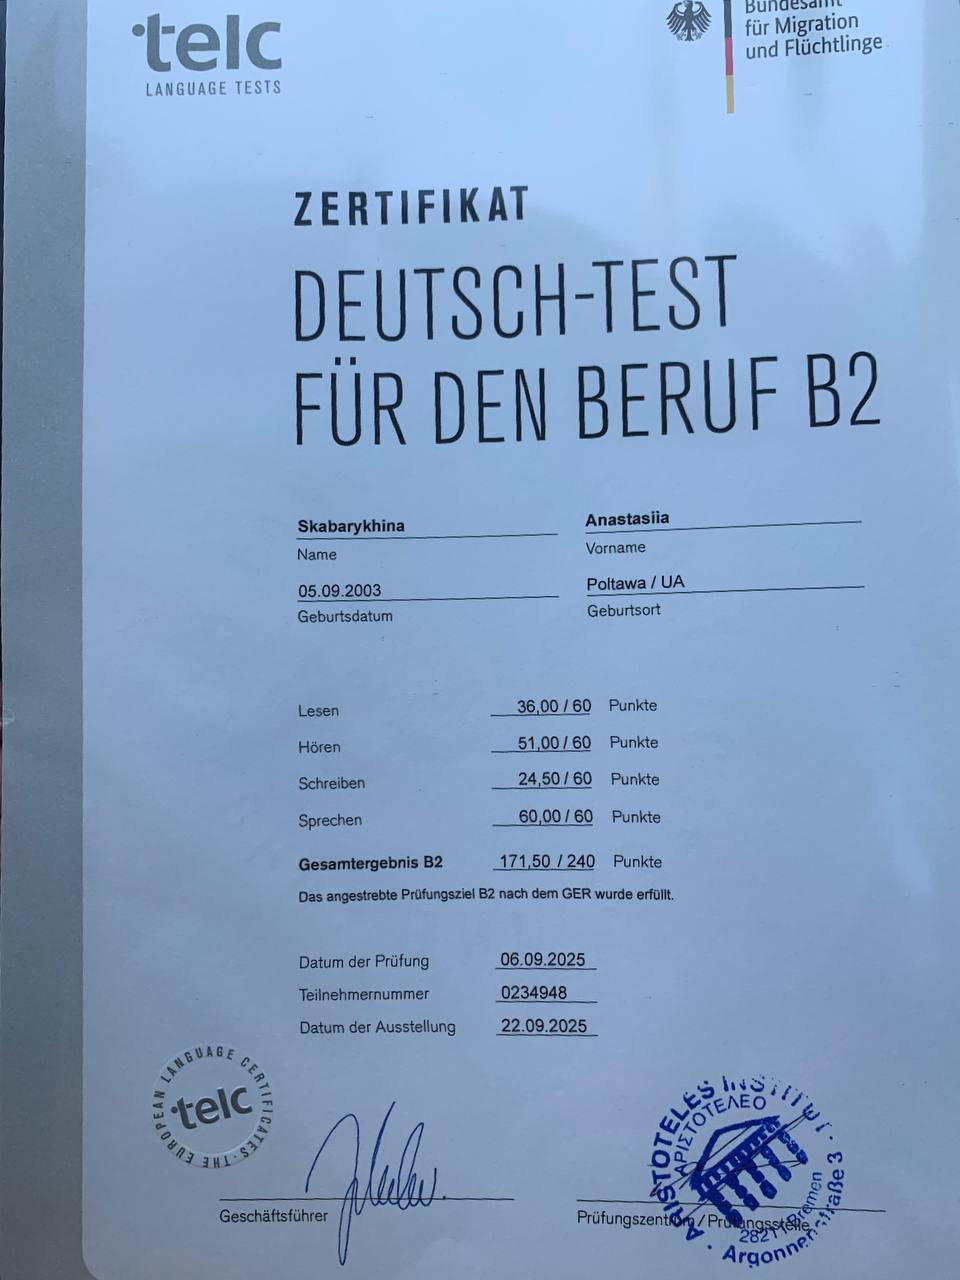 telc
LANGUAGE TESTS
Bundesamt
für Migration
und Flüchtlinge
ZERTIFIKAT
DEUTSCH-TEST
FÜR DEN BERUF B2
Skabarykhina Anastasiia
Name Vorname
05.09.2003 Poltawa / UA
Geburtsdatum Geburtsort
Lesen 36,00 / 60 Punkte
Hören 51,00 / 60 Punkte
Schreiben 24,50 / 60 Punkte
Sprechen 60,00 / 60 Punkte
Gesamtergebnis B2 171,50 / 240 Punkte
Das angestrebte Prüfungsziel B2 nach dem GER wurde erfüllt.
Datum der Prüfung 06.09.2025
Teilnehmernummer 0234948
Datum der Ausstellung 22.09.2025
telc
THE EUROPEAN LANGUAGE CERTIFICATES
ARISTOTELES INSTITUT
ΑΡΙΣΤΟΤΕΛΕΟ
Geschäftsführer Prüfungszentrum / Prüfungsstelle
28211 Bremen
Argonnenstraße 3